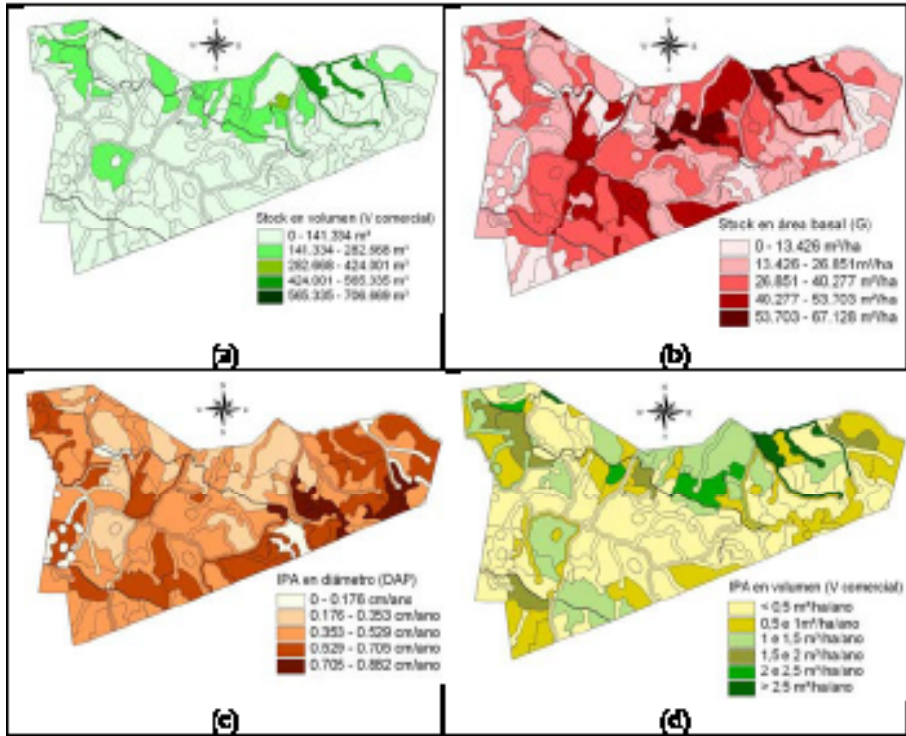 Stock en volumen (V comercial)
0 - 141.334 m³
141.334 - 282.668 m³
282.668 - 424.001 m³
424.001 - 565.335 m³
565.335 - 706.669 m³
(a)
Stock en área basal (G)
0 - 13.426 m²/ha
13.426 - 26.851m²/ha
26.851 - 40.277 m²/ha
40.277 - 53.703 m²/ha
53.703 - 67.128 m²/ha
(b)
IPA en diámetro (DAP)
0 - 0.176 cm/ano
0.176 - 0.353 cm/ano
0.353 - 0.529 cm/ano
0.529 - 0.705 cm/ano
0.705 - 0.882 cm/ano
(c)
IPA en volumen (V comercial)
< 0.5 m³/ha/ano
0,5 e 1m³/ha/ano
1 e 1,5 m³/ha/ano
1,5 e 2 m³/ha/ano
2 e 2,5 m³/ha/ano
> 2.5 m³/ha/ano
(d)